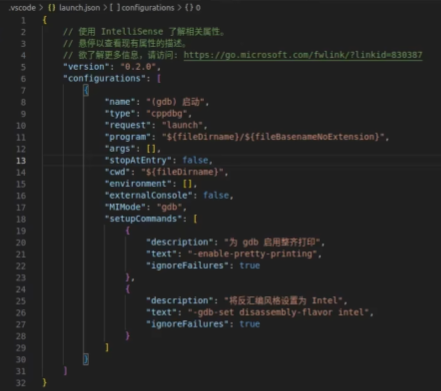 .vscode > {} launch.json > [ ] configurations > {} 0
1 {
2 // 使用 IntelliSense 了解相关属性。
3 // 悬停以查看现有属性的描述。
4 // 欲了解更多信息，请访问: https://go.microsoft.com/fwlink/?linkid=830387
5 "version": "0.2.0",
6 "configurations": [
7 {
8 "name": "(gdb) 启动",
9 "type": "cppdbg",
10 "request": "launch",
11 "program": "${fileDirname}/${fileBasenameNoExtension}",
12 "args": [],
13 "stopAtEntry": false,
14 "cwd": "${fileDirname}",
15 "environment": [],
16 "externalConsole": false,
17 "MIMode": "gdb",
18 "setupCommands": [
19 {
20 "description": "为 gdb 启用整齐打印",
21 "text": "-enable-pretty-printing",
22 "ignoreFailures": true
23 },
24 {
25 "description": "将反汇编风格设置为 Intel",
26 "text": "-gdb-set disassembly-flavor intel",
27 "ignoreFailures": true
28 }
29 ]
30 }
31 ]
32 }